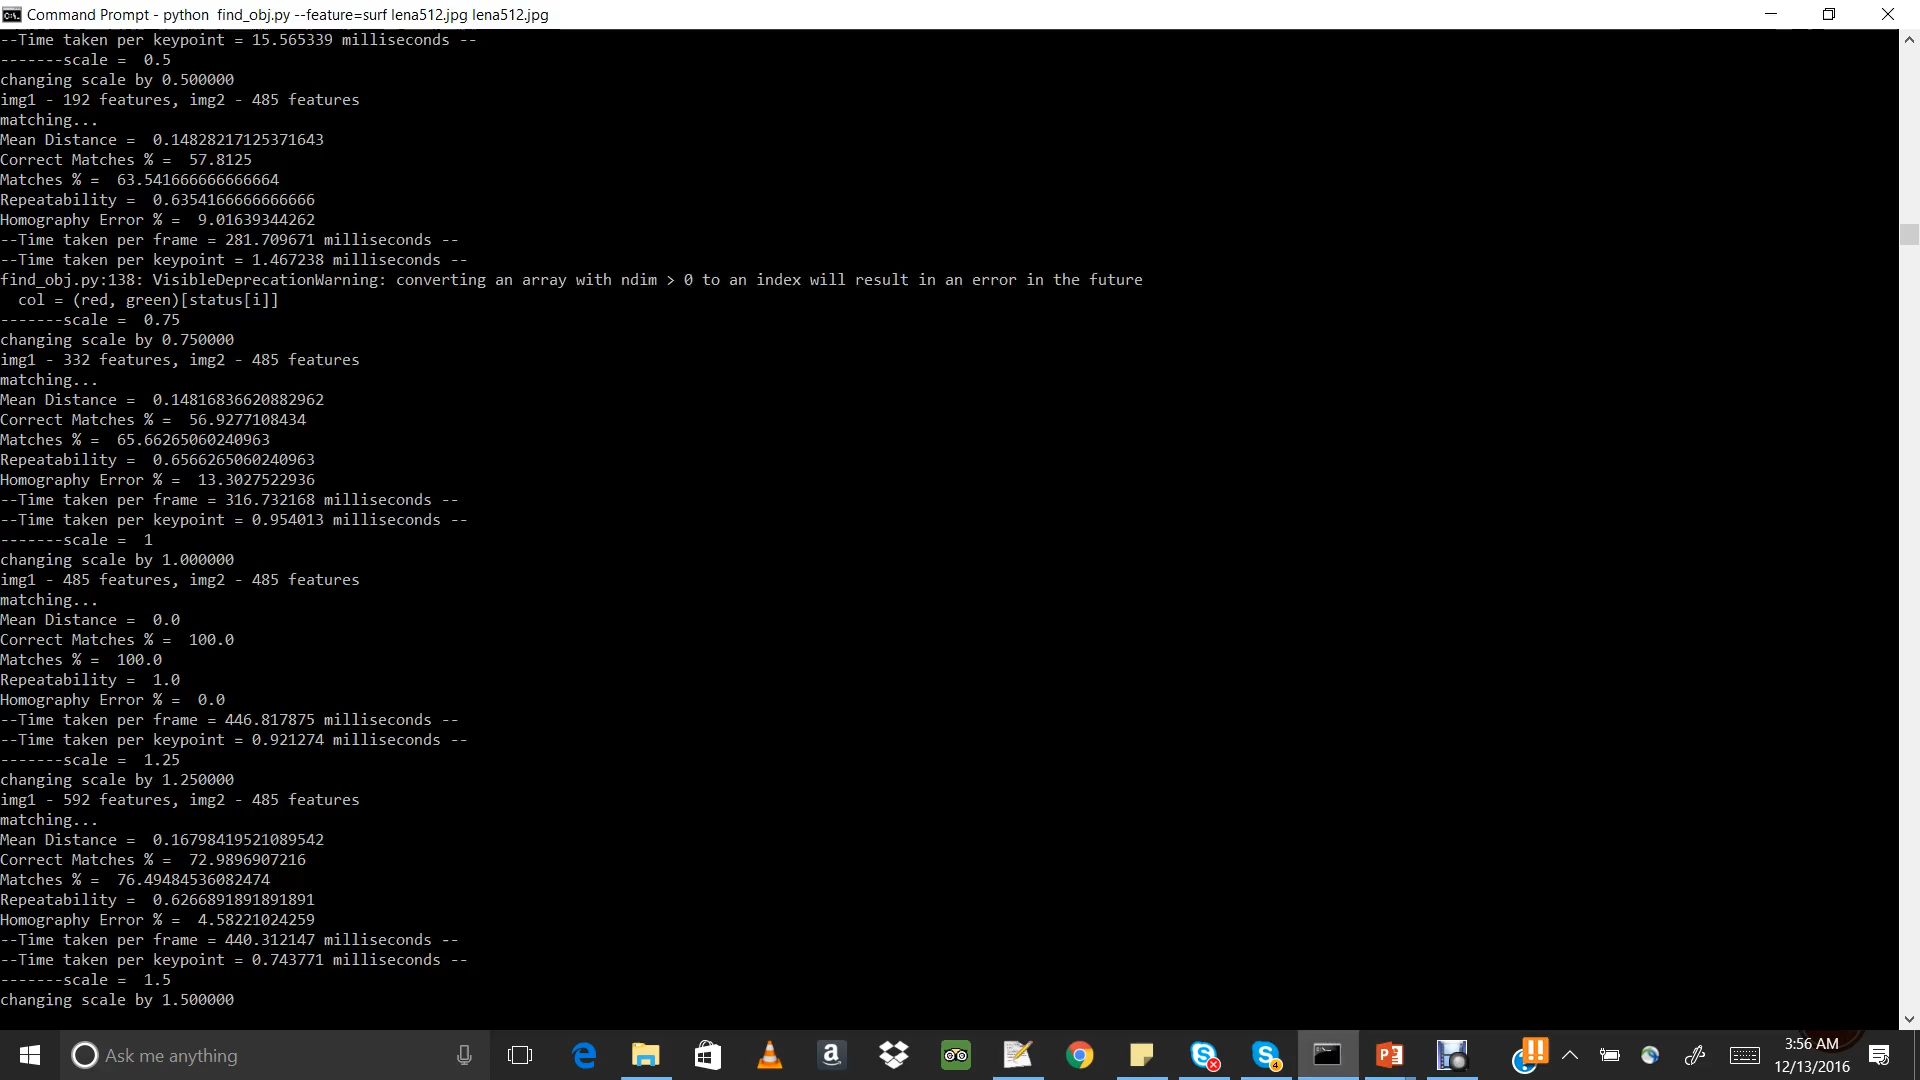 Command Prompt - python  find_obj.py --feature=surf lena512.jpg lena512.jpg
--Time taken per keypoint = 15.565339 milliseconds --
-------scale =  0.5
changing scale by 0.500000
img1 - 192 features, img2 - 485 features
matching...
Mean Distance =  0.14828217125371643
Correct Matches % =  57.8125
Matches % =  63.541666666666664
Repeatability =  0.6354166666666666
Homography Error % =  9.01639344262
--Time taken per frame = 281.709671 milliseconds --
--Time taken per keypoint = 1.467238 milliseconds --
find_obj.py:138: VisibleDeprecationWarning: converting an array with ndim > 0 to an index will result in an error in the future
  col = (red, green)[status[i]]
-------scale =  0.75
changing scale by 0.750000
img1 - 332 features, img2 - 485 features
matching...
Mean Distance =  0.14816836620882962
Correct Matches % =  56.9277108434
Matches % =  65.66265060240963
Repeatability =  0.6566265060240963
Homography Error % =  13.3027522936
--Time taken per frame = 316.732168 milliseconds --
--Time taken per keypoint = 0.954013 milliseconds --
-------scale =  1
changing scale by 1.000000
img1 - 485 features, img2 - 485 features
matching...
Mean Distance =  0.0
Correct Matches % =  100.0
Matches % =  100.0
Repeatability =  1.0
Homography Error % =  0.0
--Time taken per frame = 446.817875 milliseconds --
--Time taken per keypoint = 0.921274 milliseconds --
-------scale =  1.25
changing scale by 1.250000
img1 - 592 features, img2 - 485 features
matching...
Mean Distance =  0.16798419521089542
Correct Matches % =  72.9896907216
Matches % =  76.49484536082474
Repeatability =  0.6266891891891891
Homography Error % =  4.58221024259
--Time taken per frame = 440.312147 milliseconds --
--Time taken per keypoint = 0.743771 milliseconds --
-------scale =  1.5
changing scale by 1.500000
Ask me anything
3:56 AM
12/13/2016